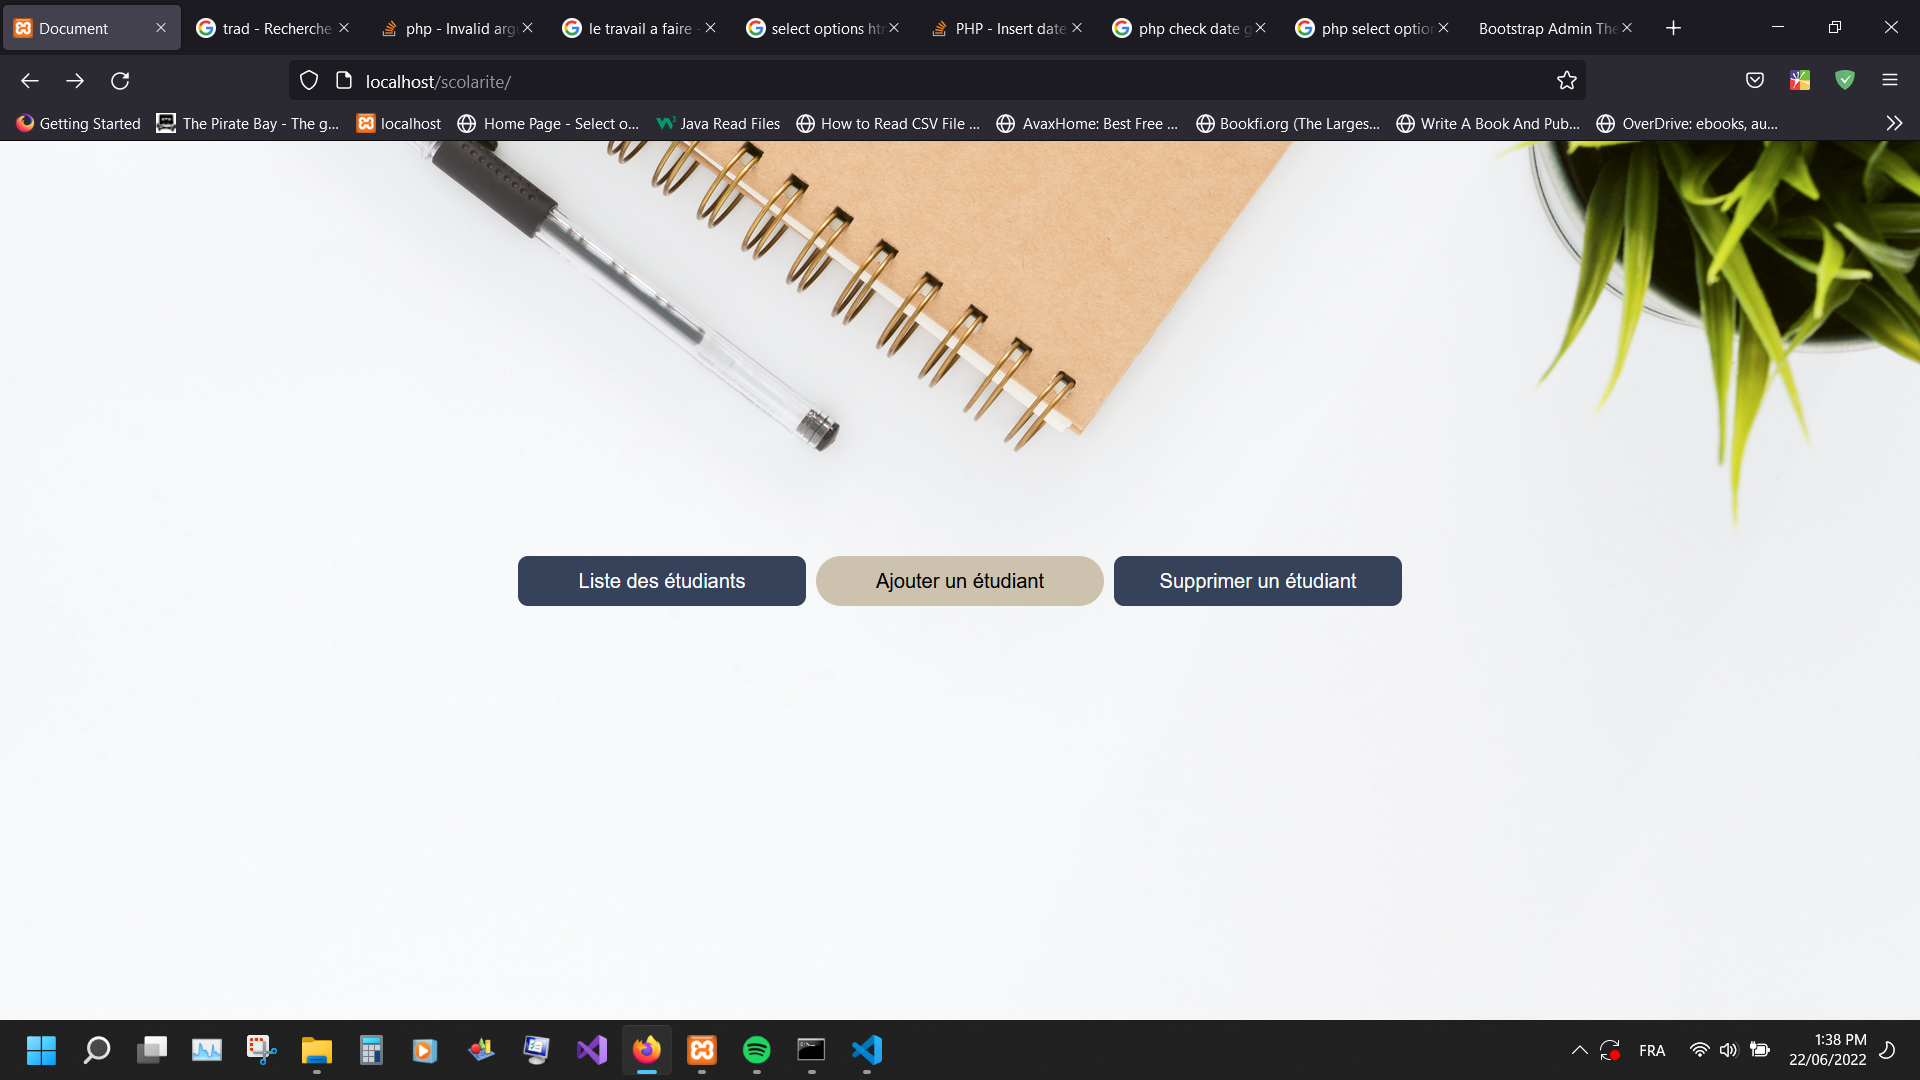 Document
trad - Recherche
php - Invalid arg
le travail a faire -
select options ht
PHP - Insert date
php check date g
php select option
Bootstrap Admin The
localhost/scolarite/
Getting Started
The Pirate Bay - The g...
localhost
Home Page - Select o...
Java Read Files
How to Read CSV File ...
AvaxHome: Best Free ...
Bookfi.org (The Larges...
Write A Book And Pub...
OverDrive: ebooks, au...
Liste des étudiants
Ajouter un étudiant
Supprimer un étudiant
FRA
1:38 PM
22/06/2022